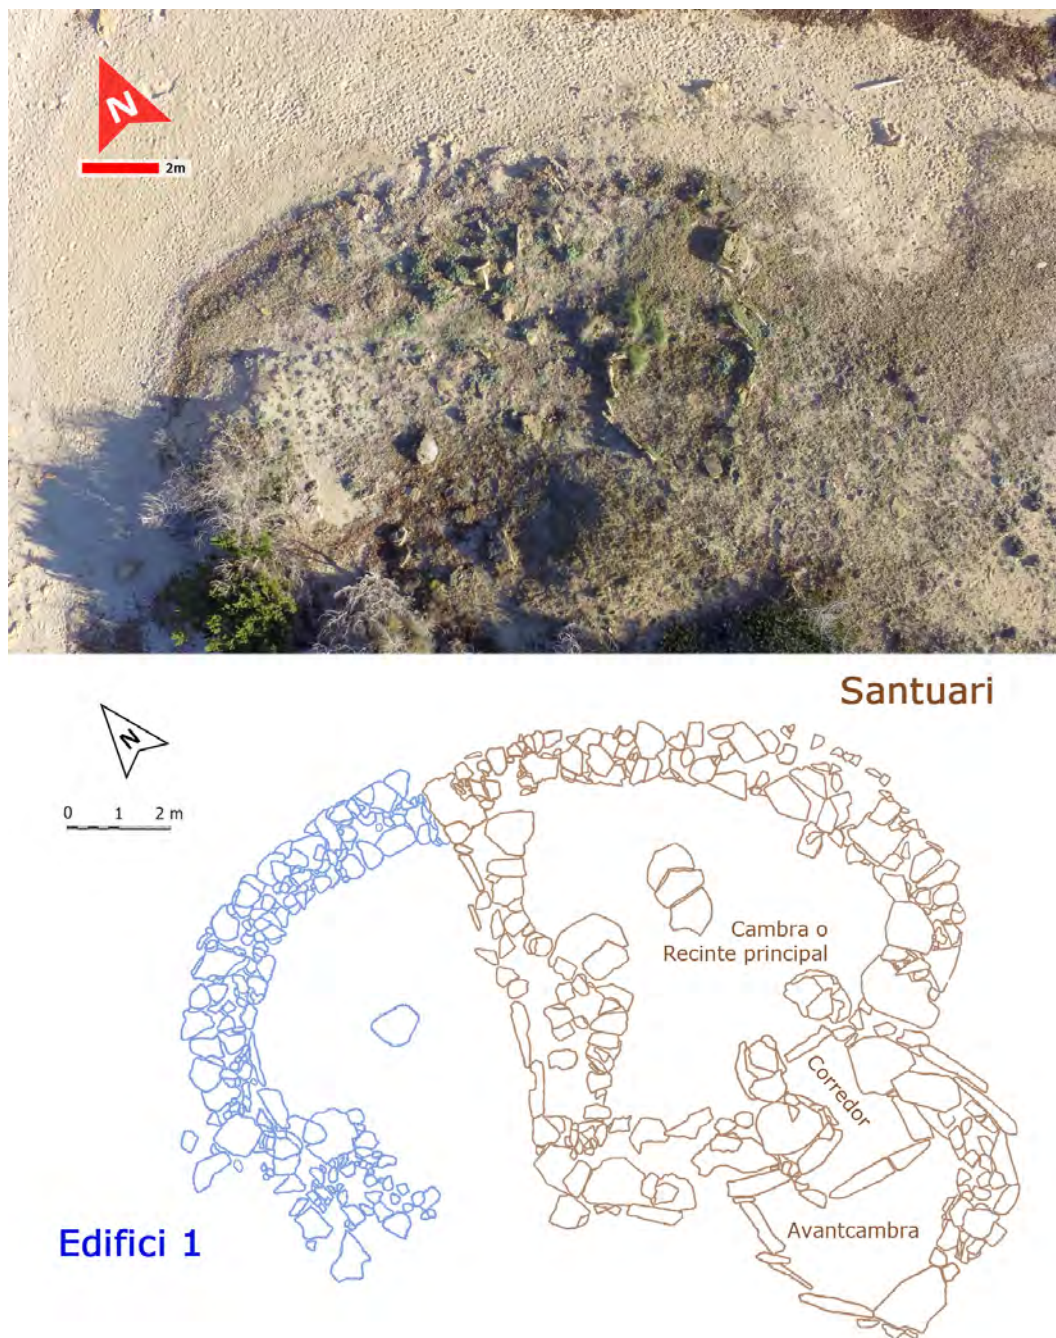 N
2m
Santuari
N
0 1 2 m
Cambra o
Recinte principal
Corredor
Avantcambra
Edifici 1